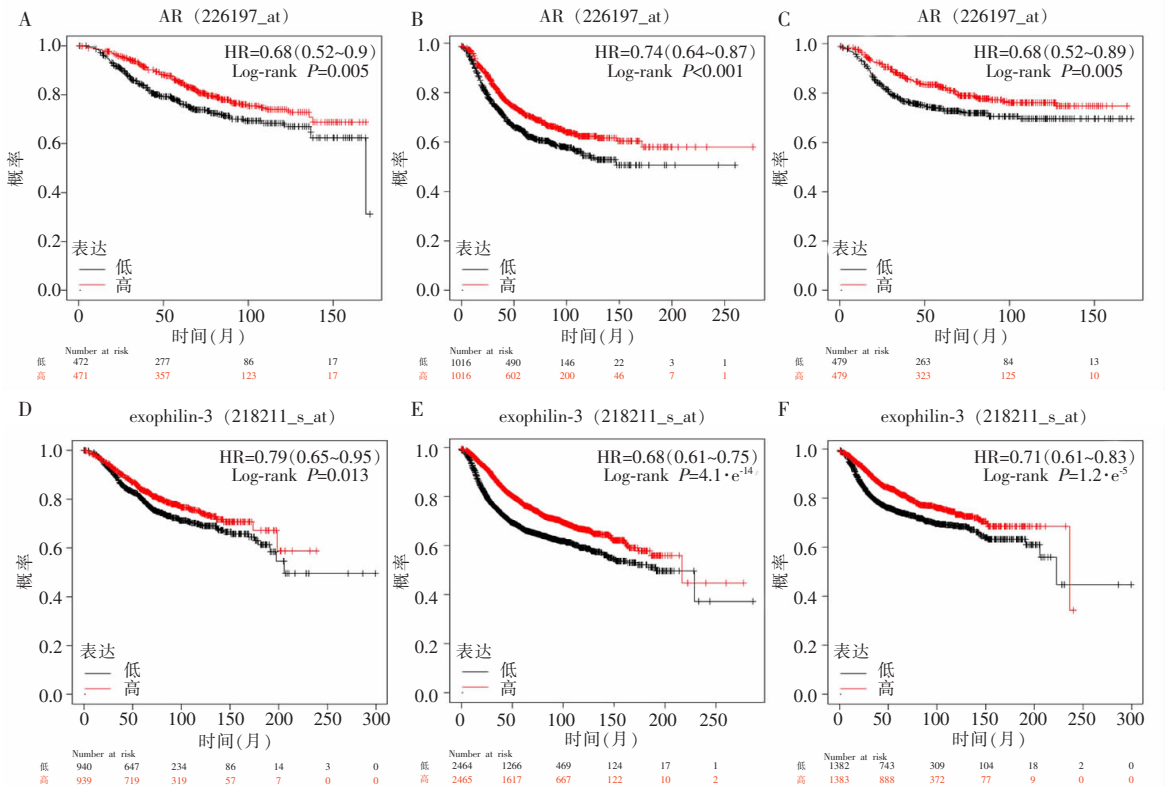 A
AR（226197_at）
1.0
0.8
0.6
0.4
0.2
0.0
概率
HR=0.68(0.52~0.9)
Log-rank P=0.005
表达
低
高
0 50 100 150
时间(月)
Number at risk
低 472 277 86 17
高 471 357 123 17
B
AR（226197_at）
1.0
0.8
0.6
0.4
0.2
0.0
概率
HR=0.74(0.64~0.87)
Log-rank P<0.001
表达
低
高
0 50 100 150 200 250
时间(月)
Number at risk
低 1016 490 146 22 3 1
高 1016 602 200 46 7 1
C
AR（226197_at）
1.0
0.8
0.6
0.4
0.2
0.0
概率
HR=0.68(0.52~0.89)
Log-rank P=0.005
表达
低
高
0 50 100 150
时间(月)
Number at risk
低 479 263 84 13
高 479 323 125 10
D
exophilin-3（218211_s_at）
1.0
0.8
0.6
0.4
0.2
0.0
概率
HR=0.79(0.65~0.95)
Log-rank P=0.013
表达
低
高
0 50 100 150 200 250 300
时间(月)
Number at risk
低 940 647 234 86 14 3 0
高 939 719 319 57 7 0 0
E
exophilin-3（218211_s_at）
1.0
0.8
0.6
0.4
0.2
0.0
概率
HR=0.68(0.61~0.75)
Log-rank P=4.1·e-14
表达
低
高
0 50 100 150 200 250
时间(月)
Number at risk
低 2464 1266 469 124 17 1
高 2465 1617 667 122 10 2
F
exophilin-3（218211_s_at）
1.0
0.8
0.6
0.4
0.2
0.0
概率
HR=0.71(0.61~0.83)
Log-rank P=1.2·e-5
表达
低
高
0 50 100 150 200 250 300
时间(月)
Number at risk
低 1382 743 309 104 18 2 0
高 1383 888 372 77 9 0 0